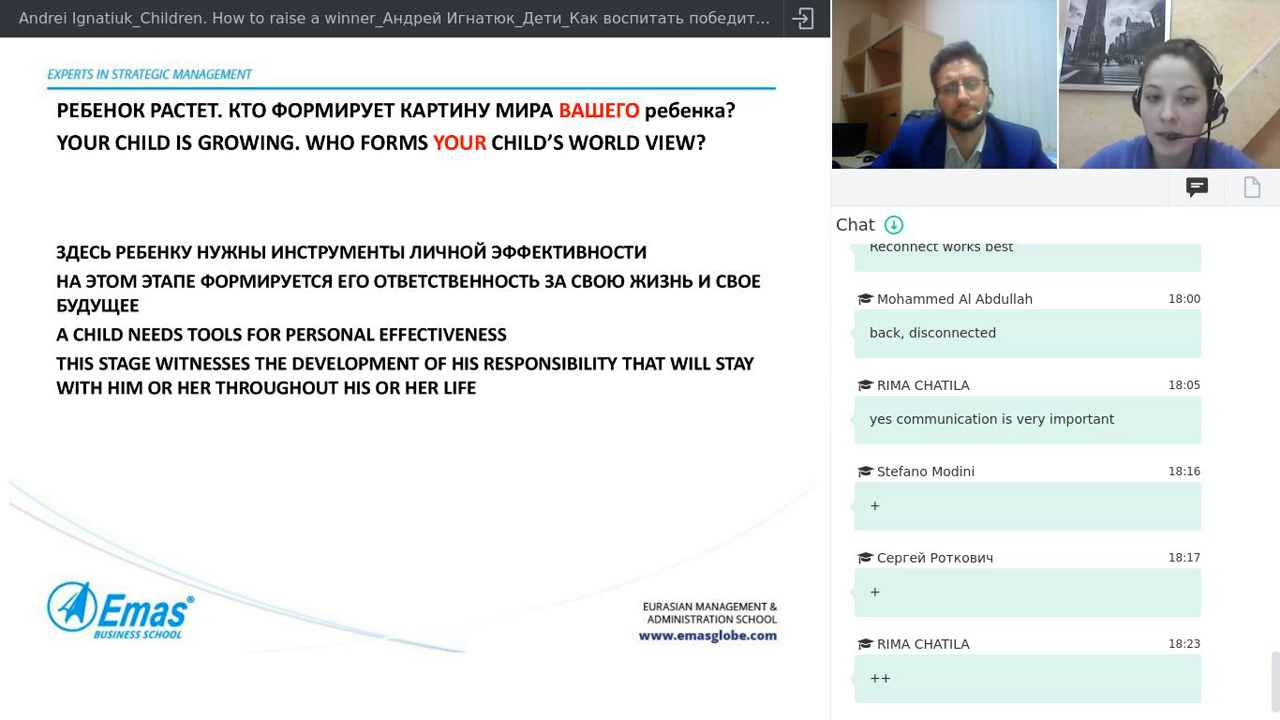 Andrei Ignatiuk_Children. How to raise a winner_Андрей Игнатюк_Дети_Как воспитать победит...
EXPERTS IN STRATEGIC MANAGEMENT
РЕБЕНОК РАСТЕТ. КТО ФОРМИРУЕТ КАРТИНУ МИРА ВАШЕГО ребенка?
YOUR CHILD IS GROWING. WHO FORMS YOUR CHILD'S WORLD VIEW?
ЗДЕСЬ РЕБЕНКУ НУЖНЫ ИНСТРУМЕНТЫ ЛИЧНОЙ ЭФФЕКТИВНОСТИ
НА ЭТОМ ЭТАПЕ ФОРМИРУЕТСЯ ЕГО ОТВЕТСТВЕННОСТЬ ЗА СВОЮ ЖИЗНЬ И СВОЕ
БУДУЩЕЕ
A CHILD NEEDS TOOLS FOR PERSONAL EFFECTIVENESS
THIS STAGE WITNESSES THE DEVELOPMENT OF HIS RESPONSIBILITY THAT WILL STAY
WITH HIM OR HER THROUGHOUT HIS OR HER LIFE
Emas®
BUSINESS SCHOOL
EURASIAN MANAGEMENT &
ADMINISTRATION SCHOOL
www.emasglobe.com
Chat
Reconnect works best
Mohammed Al Abdullah 18:00
back, disconnected
RIMA CHATILA 18:05
yes communication is very important
Stefano Modini 18:16
+
Сергей Роткович 18:17
+
RIMA CHATILA 18:23
++